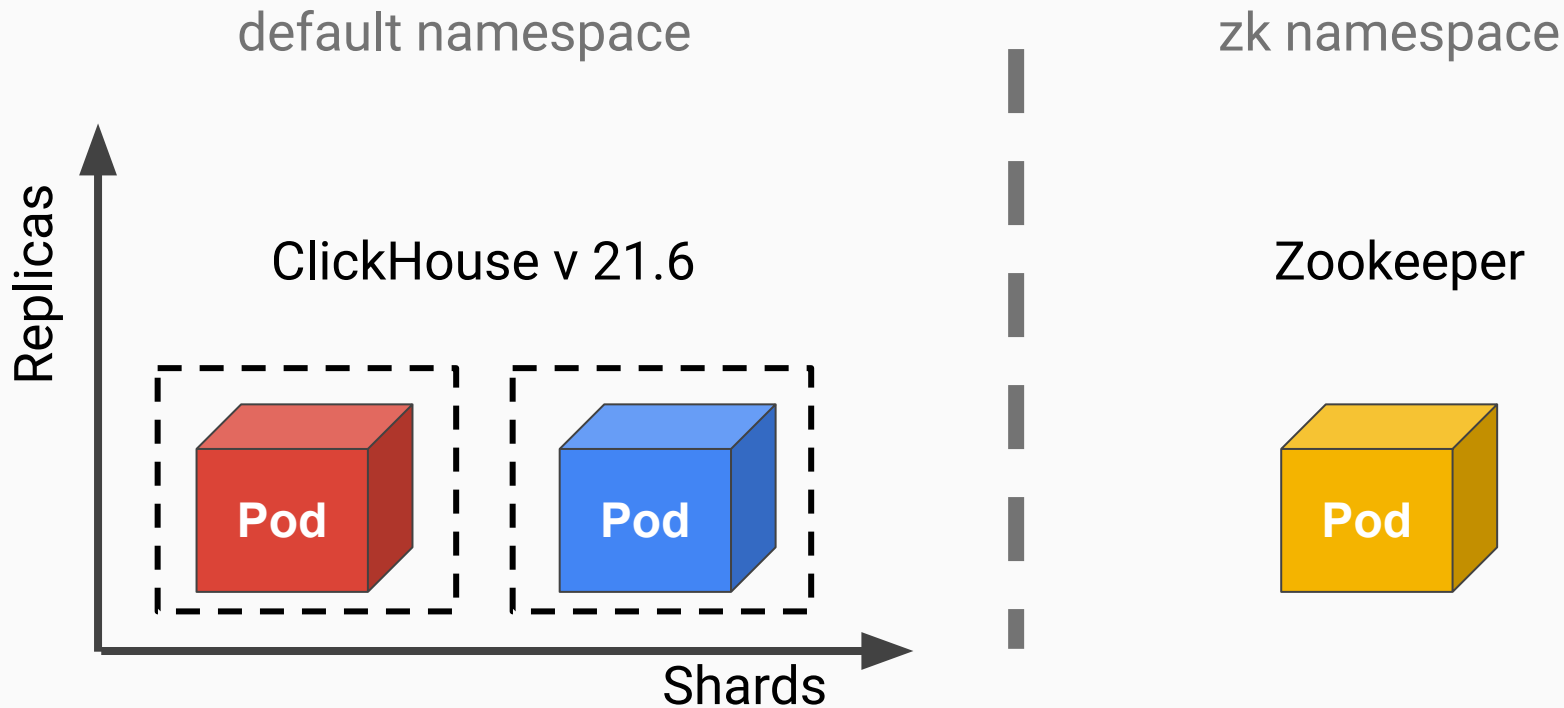 default namespace
zk namespace
Replicas
ClickHouse v 21.6
Zookeeper
Pod
Pod
Pod
Shards